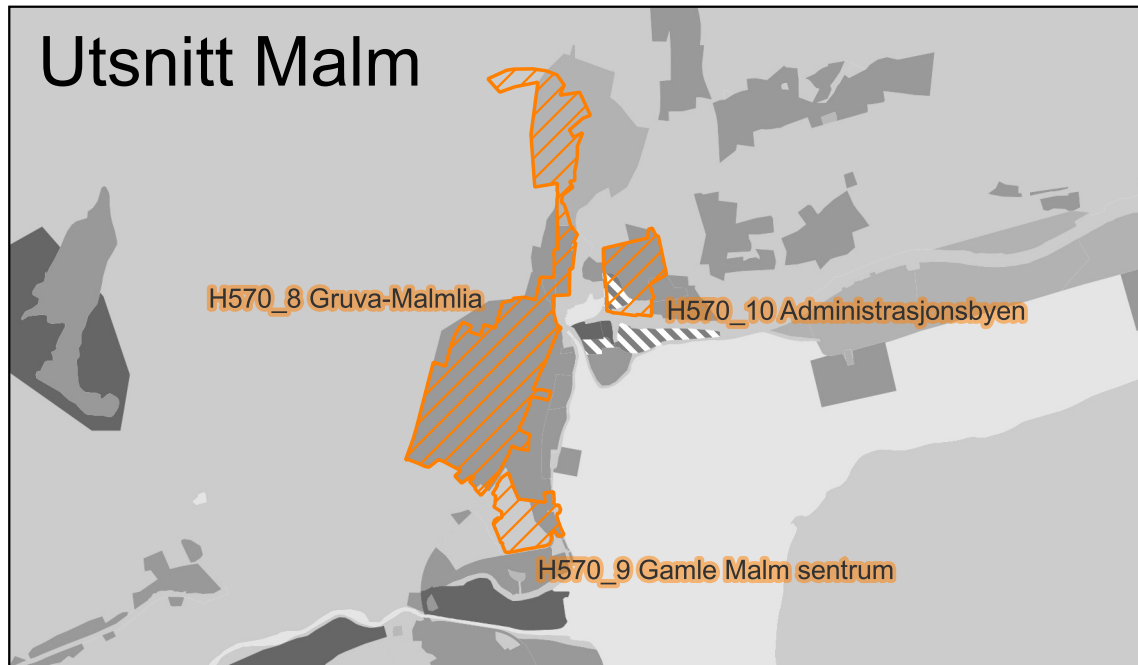 Utsnitt Malm
H570_8 Gruva-Malmlia
H570_10 Administrasjonsbyen
H570_9 Gamle Malm sentrum